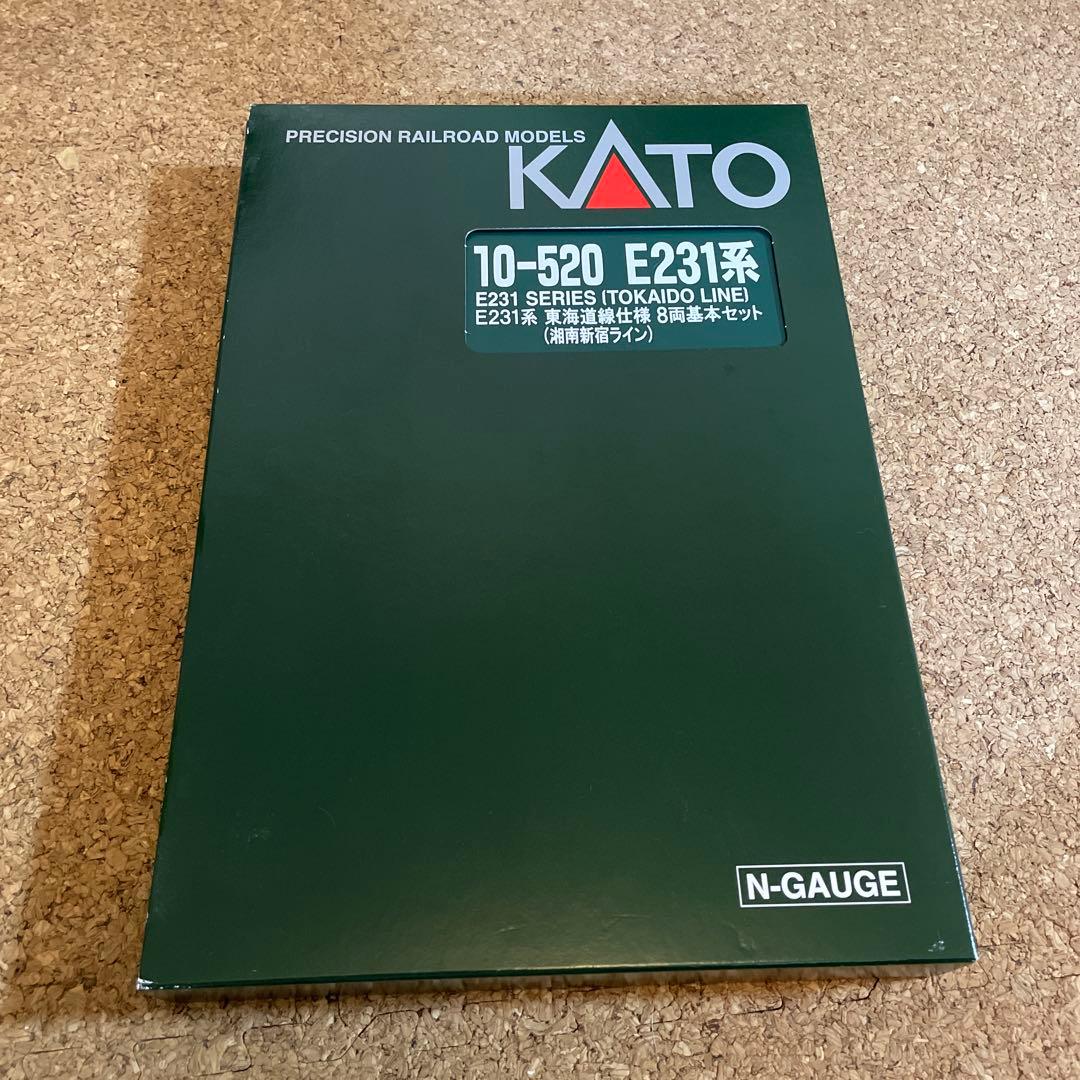 PRECISION RAILROAD MODELS
KATO
10-520 E231系
E231 SERIES (TOKAIDO LINE)
E231系 東海道線仕様 8両基本セット
(湘南新宿ライン)
N-GAUGE